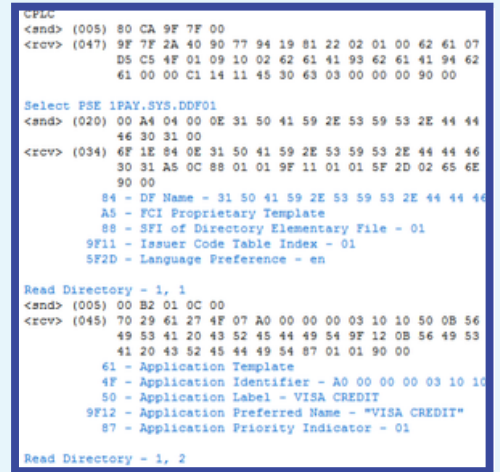 CPLC
<snd> (005) 80 CA 9F 7F 00
<rcv> (047) 9F 7F 2A 40 90 77 94 19 81 22 02 01 00 62 61 07
D5 C5 4F 01 09 10 02 62 61 41 93 62 61 41 94 62
61 00 00 C1 14 11 45 30 63 03 00 00 00 90 00
Select PSE 1PAY.SYS.DDF01
<snd> (020) 00 A4 04 00 0E 31 50 41 59 2E 53 59 53 2E 44 44
46 30 31 00
<rcv> (034) 6F 1E 84 0E 31 50 41 59 2E 53 59 53 2E 44 44 46
30 31 A5 0C 88 01 01 9F 11 01 01 5F 2D 02 65 6E
90 00
84 - DF Name - 31 50 41 59 2E 53 59 53 2E 44 44 46
A5 - FCI Proprietary Template
88 - SFI of Directory Elementary File - 01
9F11 - Issuer Code Table Index - 01
5F2D - Language Preference - en
Read Directory - 1, 1
<snd> (005) 00 B2 01 0C 00
<rcv> (045) 70 29 61 27 4F 07 A0 00 00 00 03 10 10 50 0B 56
49 53 41 20 43 52 45 44 49 54 9F 12 0B 56 49 53
41 20 43 52 45 44 49 54 87 01 01 90 00
61 - Application Template
4F - Application Identifier - A0 00 00 00 03 10 10
50 - Application Label - VISA CREDIT
9F12 - Application Preferred Name - "VISA CREDIT"
87 - Application Priority Indicator - 01
Read Directory - 1, 2